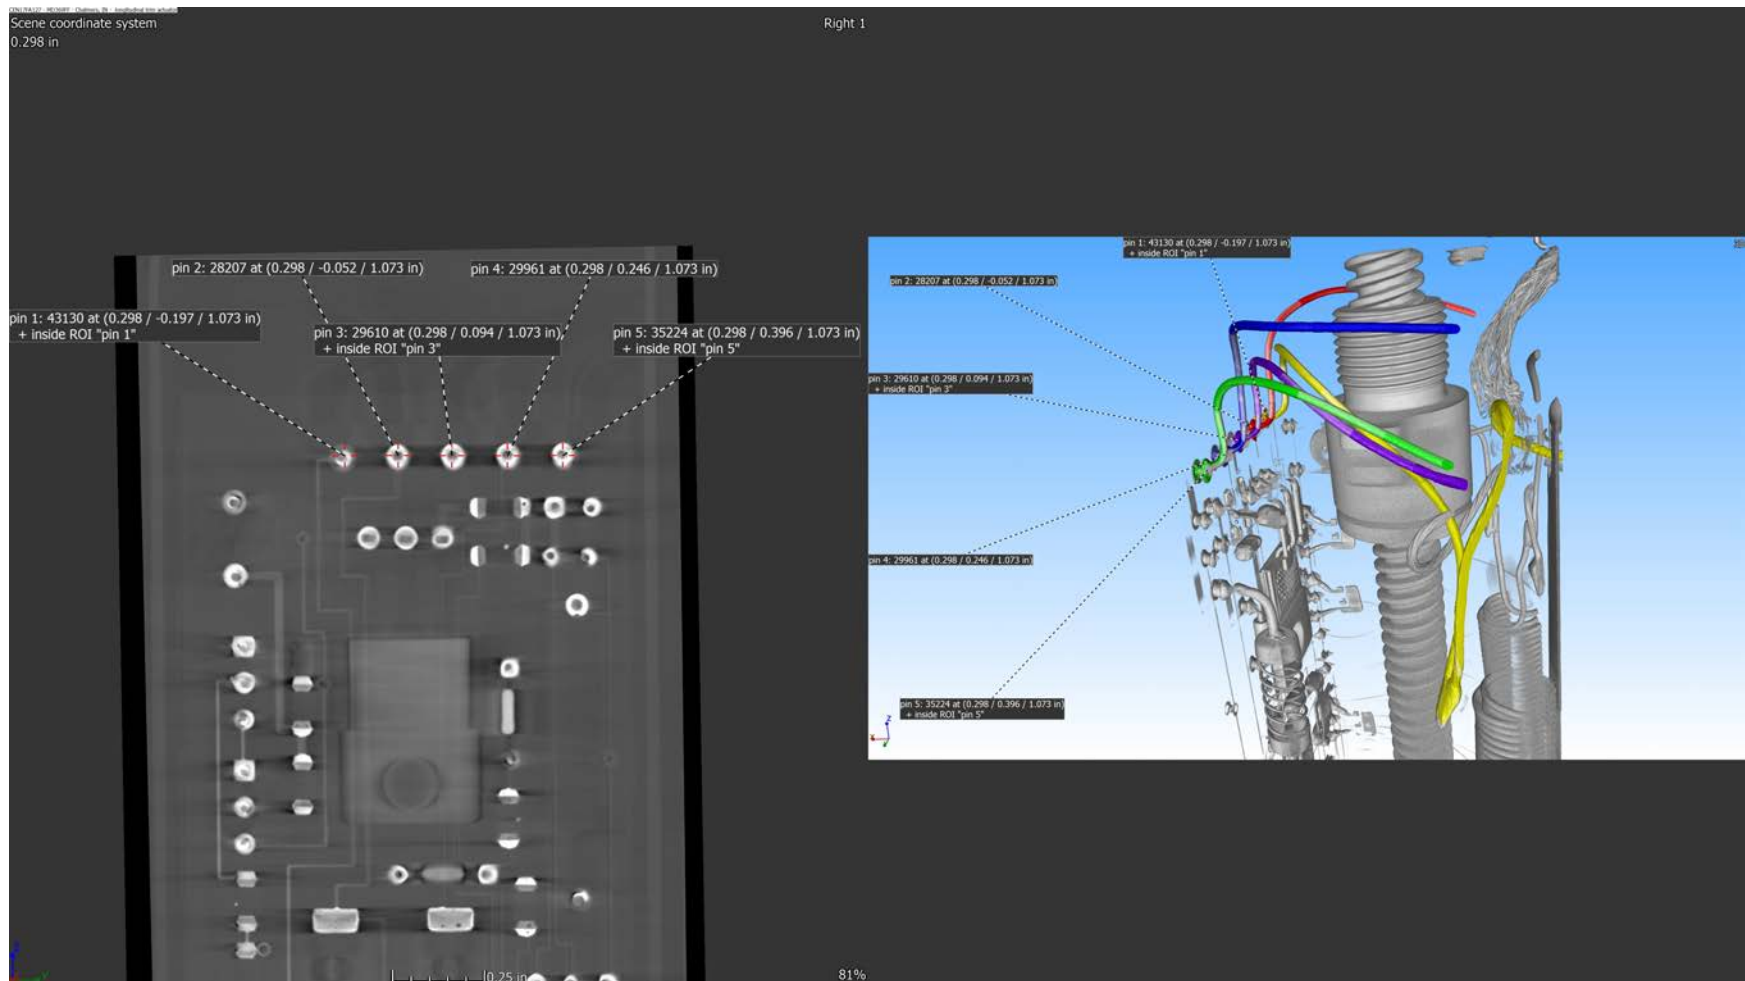 CEN17FA127 - MD369FF - Chalmers, IN - longitudinal trim actuator
Scene coordinate system
0.298 in
Right 1
pin 2: 28207 at (0.298 / -0.052 / 1.073 in)
pin 4: 29961 at (0.298 / 0.246 / 1.073 in)
pin 1: 43130 at (0.298 / -0.197 / 1.073 in)
+ inside ROI "pin 1"
pin 3: 29610 at (0.298 / 0.094 / 1.073 in)
+ inside ROI "pin 3"
pin 5: 35224 at (0.298 / 0.396 / 1.073 in)
+ inside ROI "pin 5"
0.25 in
81%
Y
pin 1: 43130 at (0.298 / -0.197 / 1.073 in)
+ inside ROI "pin 1"
pin 2: 28207 at (0.298 / -0.052 / 1.073 in)
pin 3: 29610 at (0.298 / 0.094 / 1.073 in)
+ inside ROI "pin 3"
pin 4: 29961 at (0.298 / 0.246 / 1.073 in)
pin 5: 35224 at (0.298 / 0.396 / 1.073 in)
+ inside ROI "pin 5"
Z